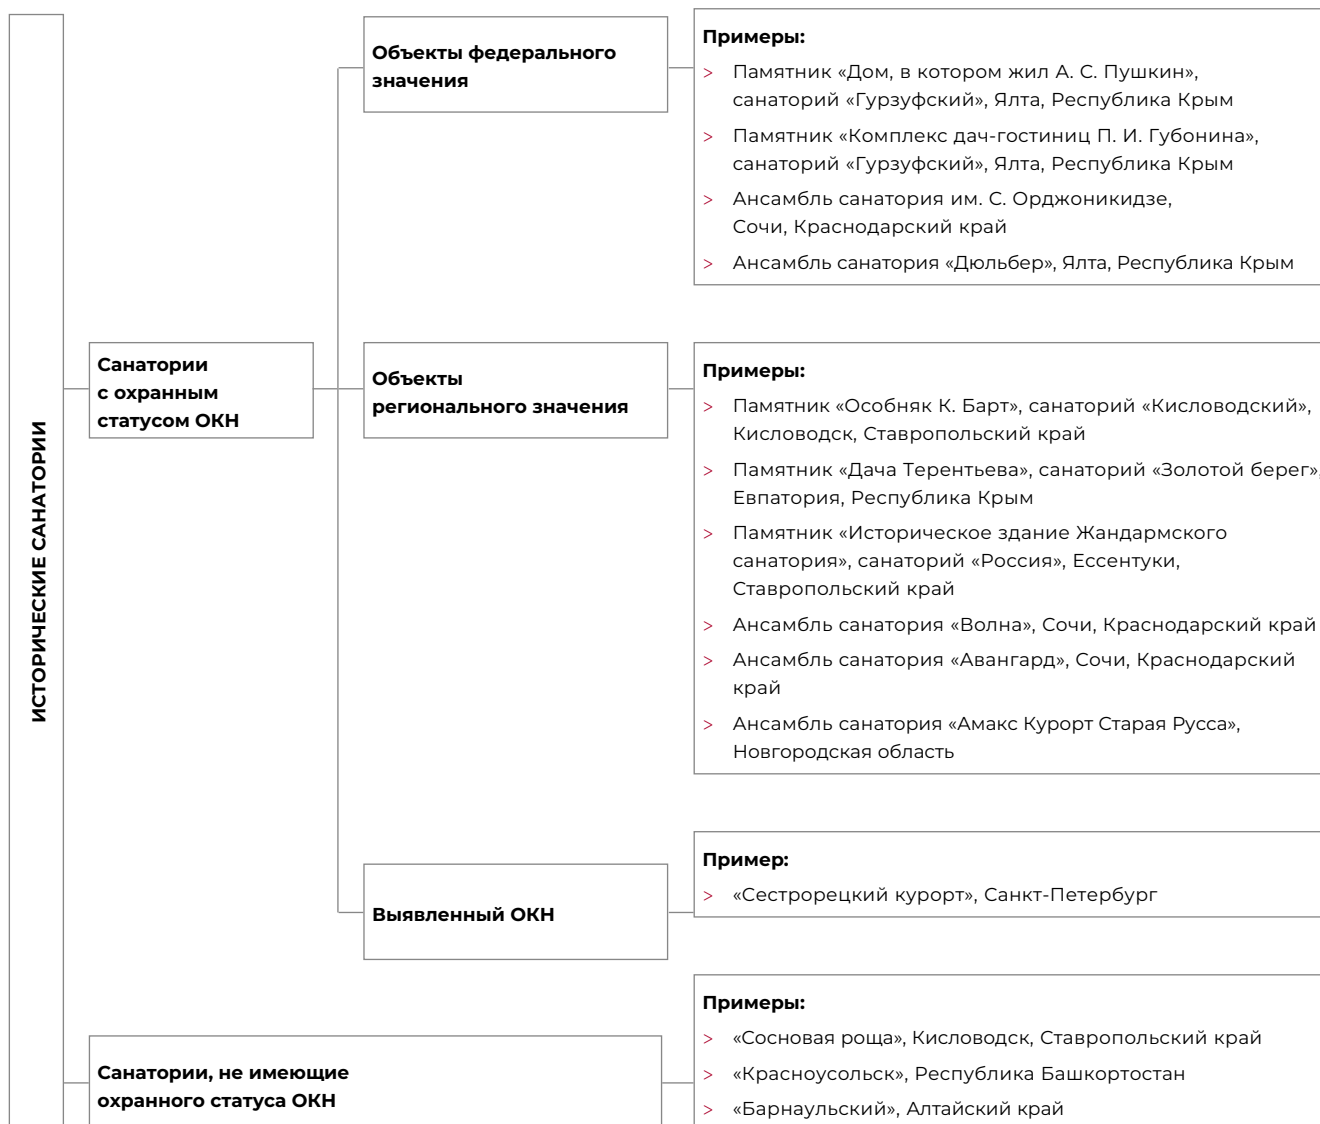 ИСТОРИЧЕСКИЕ САНАТОРИИ
Санатории
с охранным
статусом ОКН
Объекты федерального
значения
Примеры:
> Памятник «Дом, в котором жил А. С. Пушкин»,
санаторий «Гурзуфский», Ялта, Республика Крым
> Памятник «Комплекс дач-гостиниц П. И. Губонина»,
санаторий «Гурзуфский», Ялта, Республика Крым
> Ансамбль санатория им. С. Орджоникидзе,
Сочи, Краснодарский край
> Ансамбль санатория «Дюльбер», Ялта, Республика Крым
Объекты
регионального значения
Примеры:
> Памятник «Особняк К. Барт», санаторий «Кисловодский»,
Кисловодск, Ставропольский край
> Памятник «Дача Терентьева», санаторий «Золотой берег»,
Евпатория, Республика Крым
> Памятник «Историческое здание Жандармского
санатория», санаторий «Россия», Ессентуки,
Ставропольский край
> Ансамбль санатория «Волна», Сочи, Краснодарский край
> Ансамбль санатория «Авангард», Сочи, Краснодарский
край
> Ансамбль санатория «Амакс Курорт Старая Русса»,
Новгородская область
Выявленный ОКН
Пример:
> «Сестрорецкий курорт», Санкт-Петербург
Санатории, не имеющие
охранного статуса ОКН
Примеры:
> «Сосновая роща», Кисловодск, Ставропольский край
> «Красноусольск», Республика Башкортостан
> «Барнаульский», Алтайский край